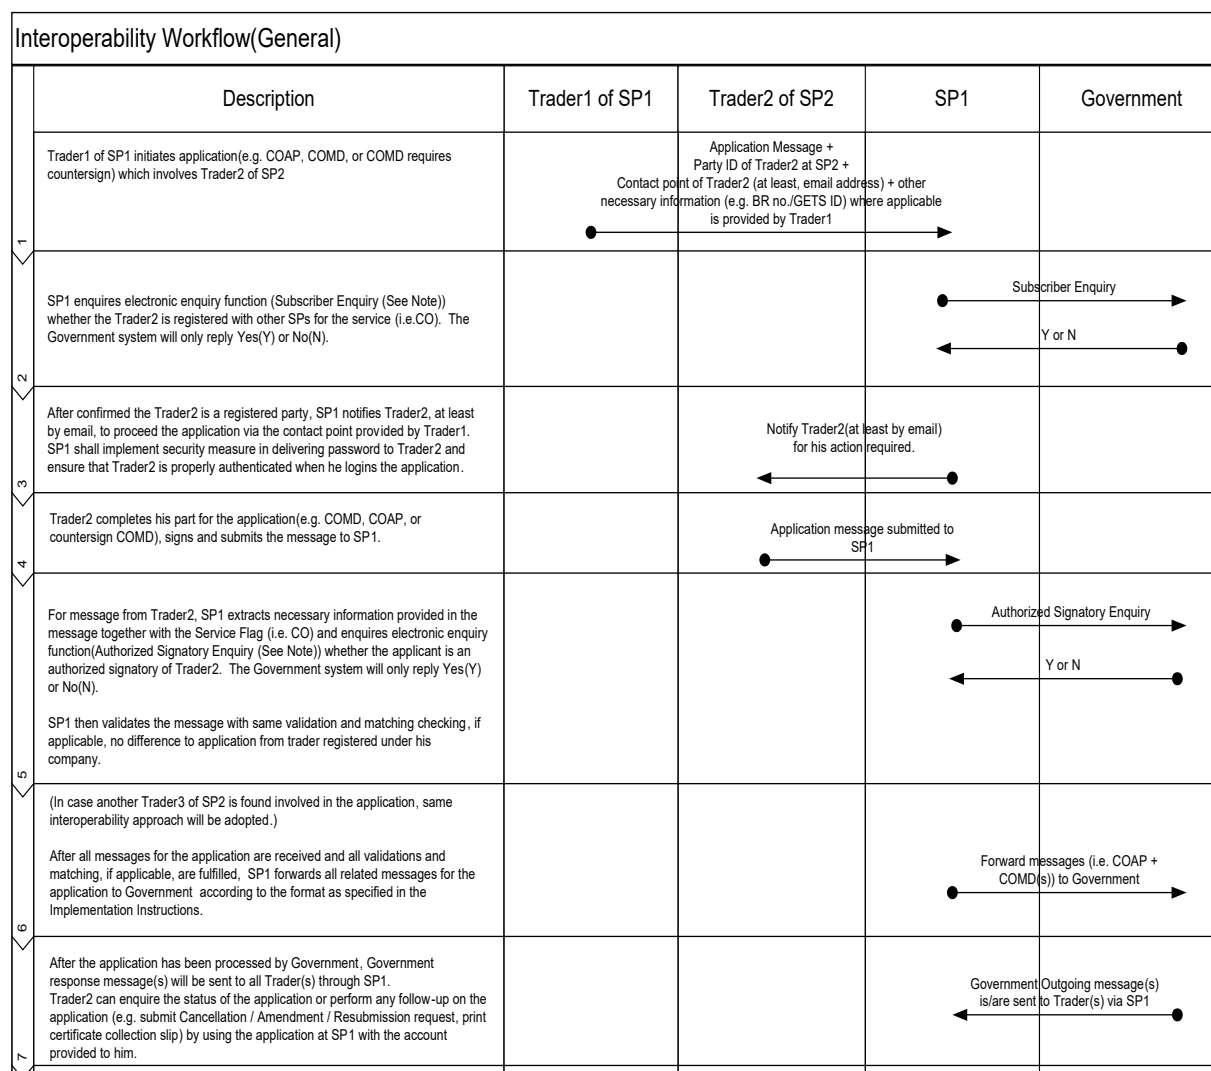 Interoperability Workflow(General)
Description
Trader1 of SP1
Trader2 of SP2
SP1
Government
1
Trader1 of SP1 initiates application(e.g. COAP, COMD, or COMD requires
countersign) which involves Trader2 of SP2
Application Message +
Party ID of Trader2 at SP2 +
Contact point of Trader2 (at least, email address) + other
necessary information (e.g. BR no./GETS ID) where applicable
is provided by Trader1
2
SP1 enquires electronic enquiry function (Subscriber Enquiry (See Note))
whether the Trader2 is registered with other SPs for the service (i.e.CO). The
Government system will only reply Yes(Y) or No(N).
Subscriber Enquiry
Y or N
3
After confirmed the Trader2 is a registered party, SP1 notifies Trader2, at least
by email, to proceed the application via the contact point provided by Trader1.
SP1 shall implement security measure in delivering password to Trader2 and
ensure that Trader2 is properly authenticated when he logins the application.
Notify Trader2(at least by email)
for his action required.
4
Trader2 completes his part for the application(e.g. COMD, COAP, or
countersign COMD), signs and submits the message to SP1.
Application message submitted to
SP1
5
For message from Trader2, SP1 extracts necessary information provided in the
message together with the Service Flag (i.e. CO) and enquires electronic enquiry
function(Authorized Signatory Enquiry (See Note)) whether the applicant is an
authorized signatory of Trader2. The Government system will only reply Yes(Y)
or No(N).
SP1 then validates the message with same validation and matching checking, if
applicable, no difference to application from trader registered under his
company.
Authorized Signatory Enquiry
Y or N
6
(In case another Trader3 of SP2 is found involved in the application, same
interoperability approach will be adopted.)
After all messages for the application are received and all validations and
matching, if applicable, are fulfilled, SP1 forwards all related messages for the
application to Government according to the format as specified in the
Implementation Instructions.
Forward messages (i.e. COAP +
COMD(s)) to Government
7
After the application has been processed by Government, Government
response message(s) will be sent to all Trader(s) through SP1.
Trader2 can enquire the status of the application or perform any follow-up on the
application (e.g. submit Cancellation / Amendment / Resubmission request, print
certificate collection slip) by using the application at SP1 with the account
provided to him.
Government Outgoing message(s)
is/are sent to Trader(s) via SP1